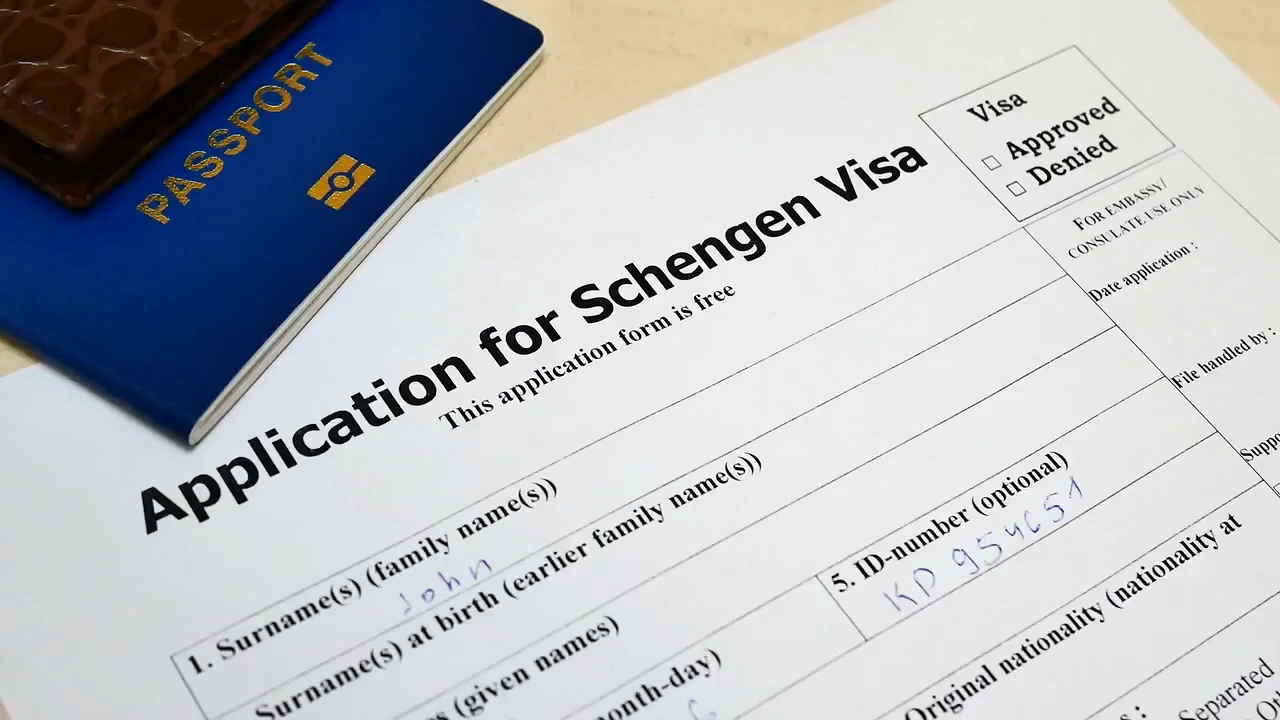 PASSPORT
Visa
Approved
Denied
Application for Schengen Visa
This application form is free
FOR EMBASSY/
CONSULATE USE ONLY
Date application :
File handled by :
1. Surname(s) (family name(s))
John
Surname(s) at birth (earlier family name(s))
(given names)
5. ID-number (optional)
KP 954651
Original nationality (nationality at
Separated